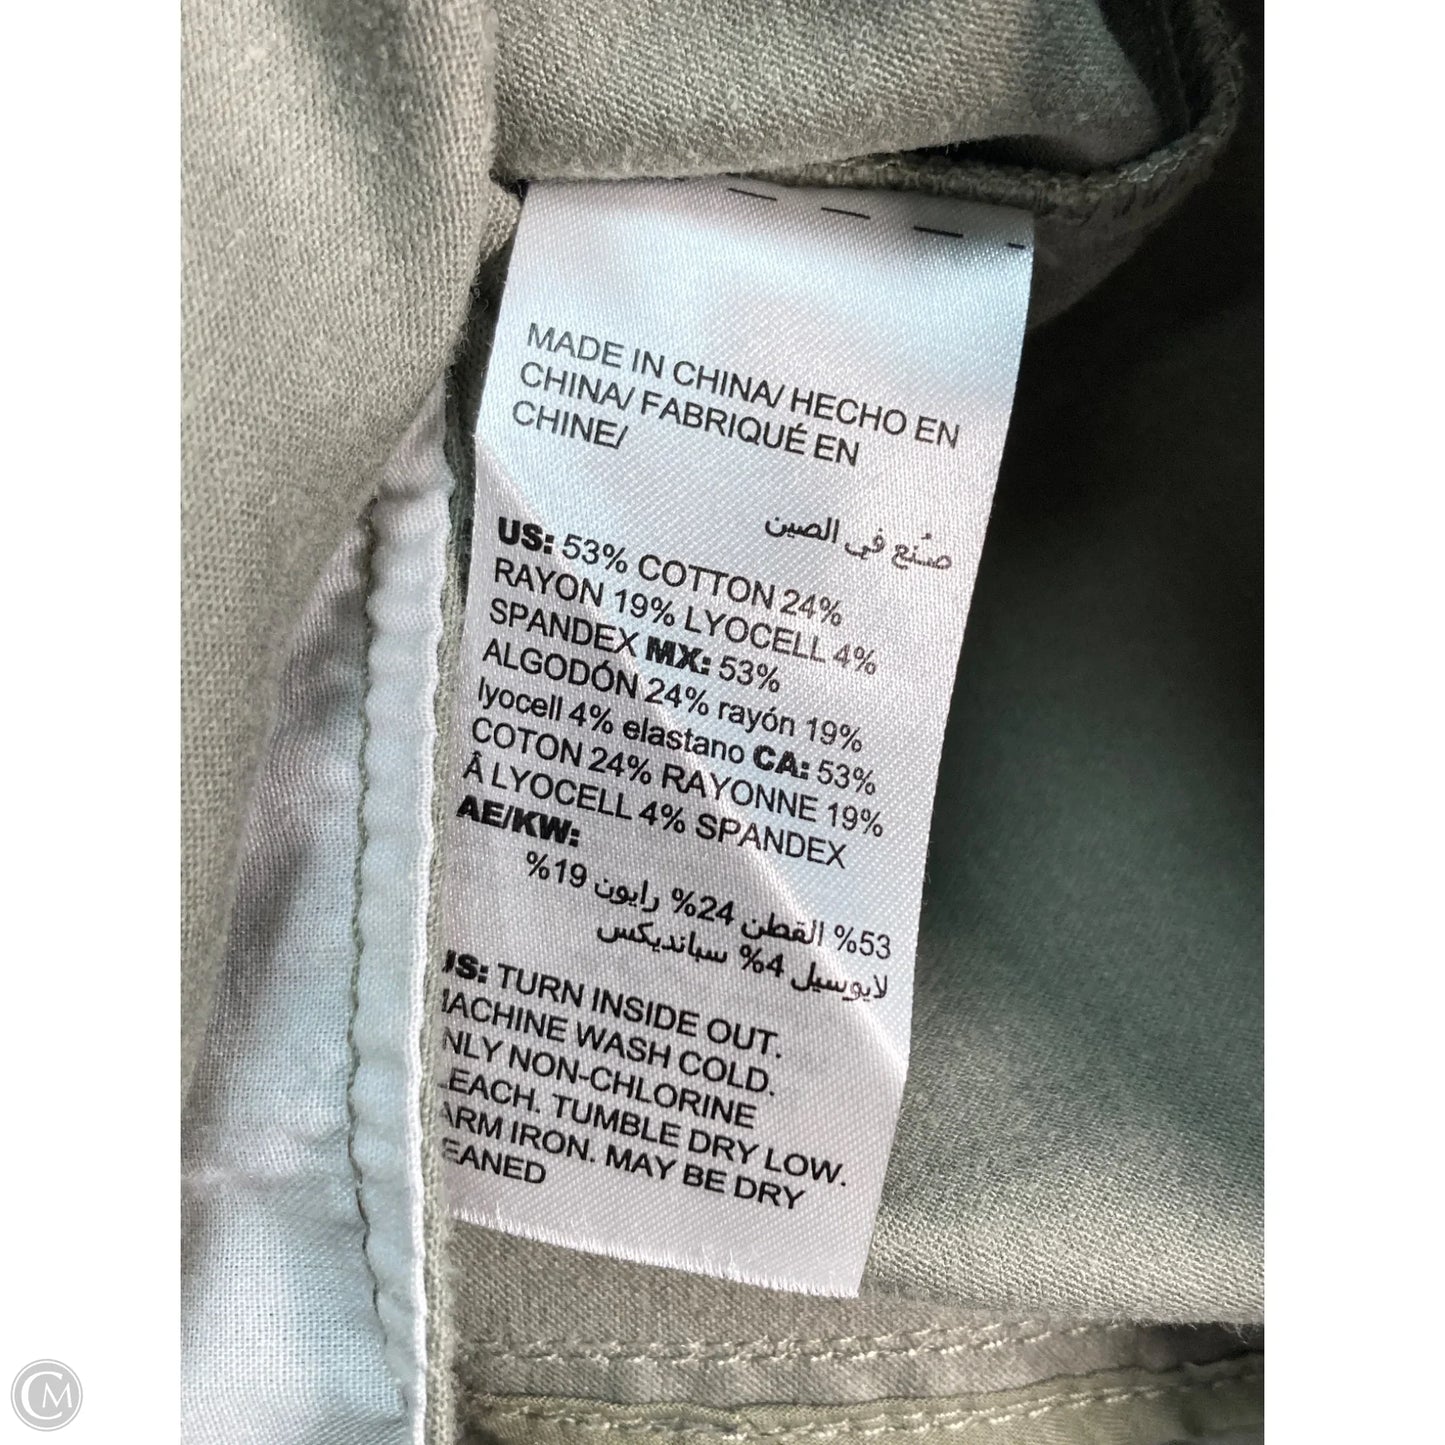 MADE IN CHINA/ HECHO EN
CHINA/ FABRIQUÉ EN
CHINE/
صُنع في الصين
US: 53% COTTON 24%
RAYON 19% LYOCELL 4%
SPANDEX MX: 53%
ALGODÓN 24% rayón 19%
lyocell 4% elastano CA: 53%
COTON 24% RAYONNE 19%
Â LYOCELL 4% SPANDEX
AE/KW:
53% القطن 24% رايون 19%
لايوسيل 4% سبانديكس
US: TURN INSIDE OUT.
MACHINE WASH COLD.
NLY NON-CHLORINE
LEACH. TUMBLE DRY LOW.
ARM IRON. MAY BE DRY
EANED
CM